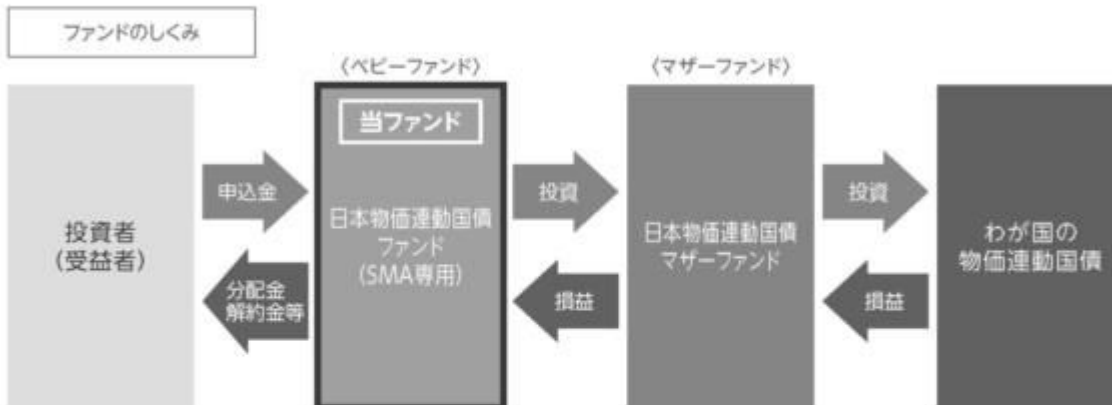 ファンドのしくみ
〈ベビーファンド〉
〈マザーファンド〉
投資者
(受益者)
申込金
分配金
解約金等
当ファンド
日本物価連動国債
ファンド
(SMA専用)
投資
損益
日本物価連動国債
マザーファンド
投資
損益
わが国の
物価連動国債